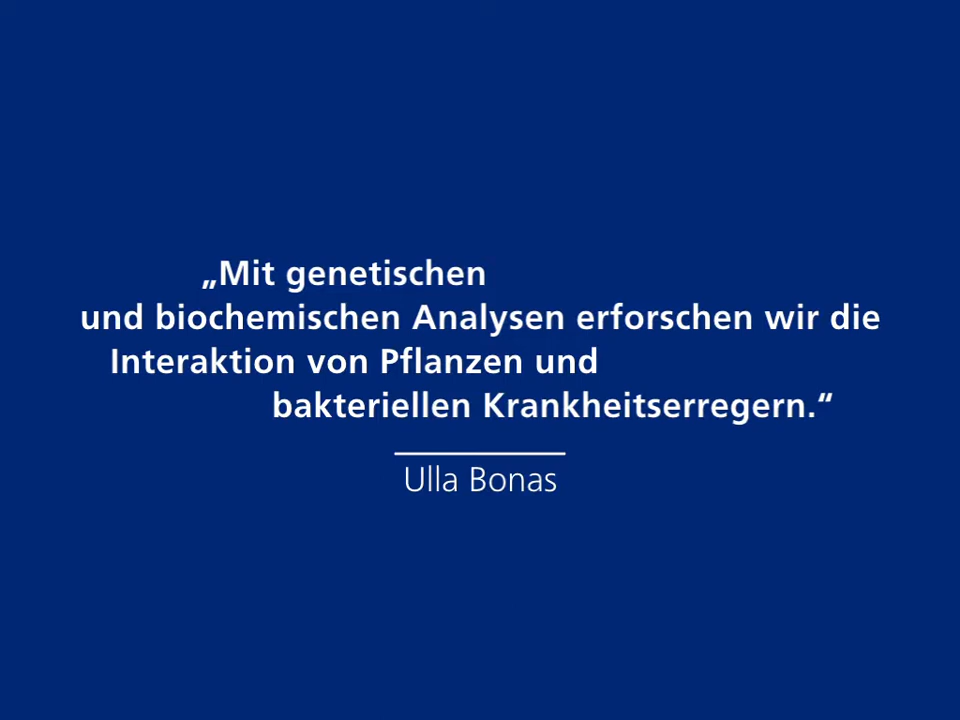 „Mit genetischen
und biochemischen Analysen erforschen wir die
Interaktion von Pflanzen und
bakteriellen Krankheitserregern.“
Ulla Bonas